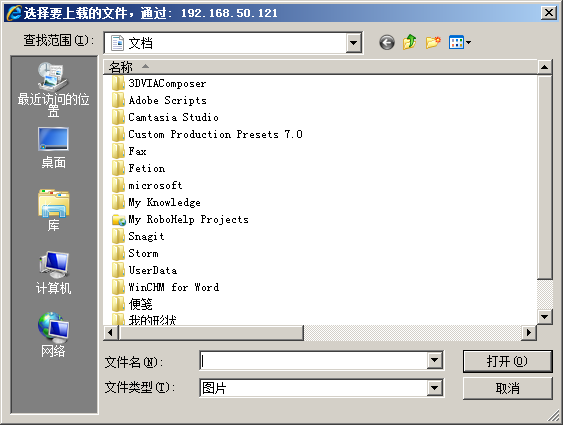 选择要上载的文件，通过: 192.168.50.121
查找范围(I):
文档
名称
最近访问的位置
桌面
库
计算机
网络
3DVIAComposer
Adobe Scripts
Camtasia Studio
Custom Production Presets 7.0
Fax
Fetion
microsoft
My Knowledge
My RoboHelp Projects
Snagit
Storm
UserData
WinCHM for Word
便笺
我的形状
文件名(N):
打开(O)
文件类型(T):
图片
取消